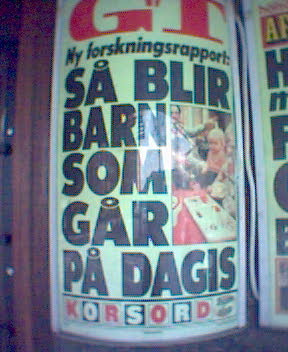 GT
Ny forskningsrapport:
SÅ BLIR
BARN
SOM
GÅR
PÅ DAGIS
KORSORD